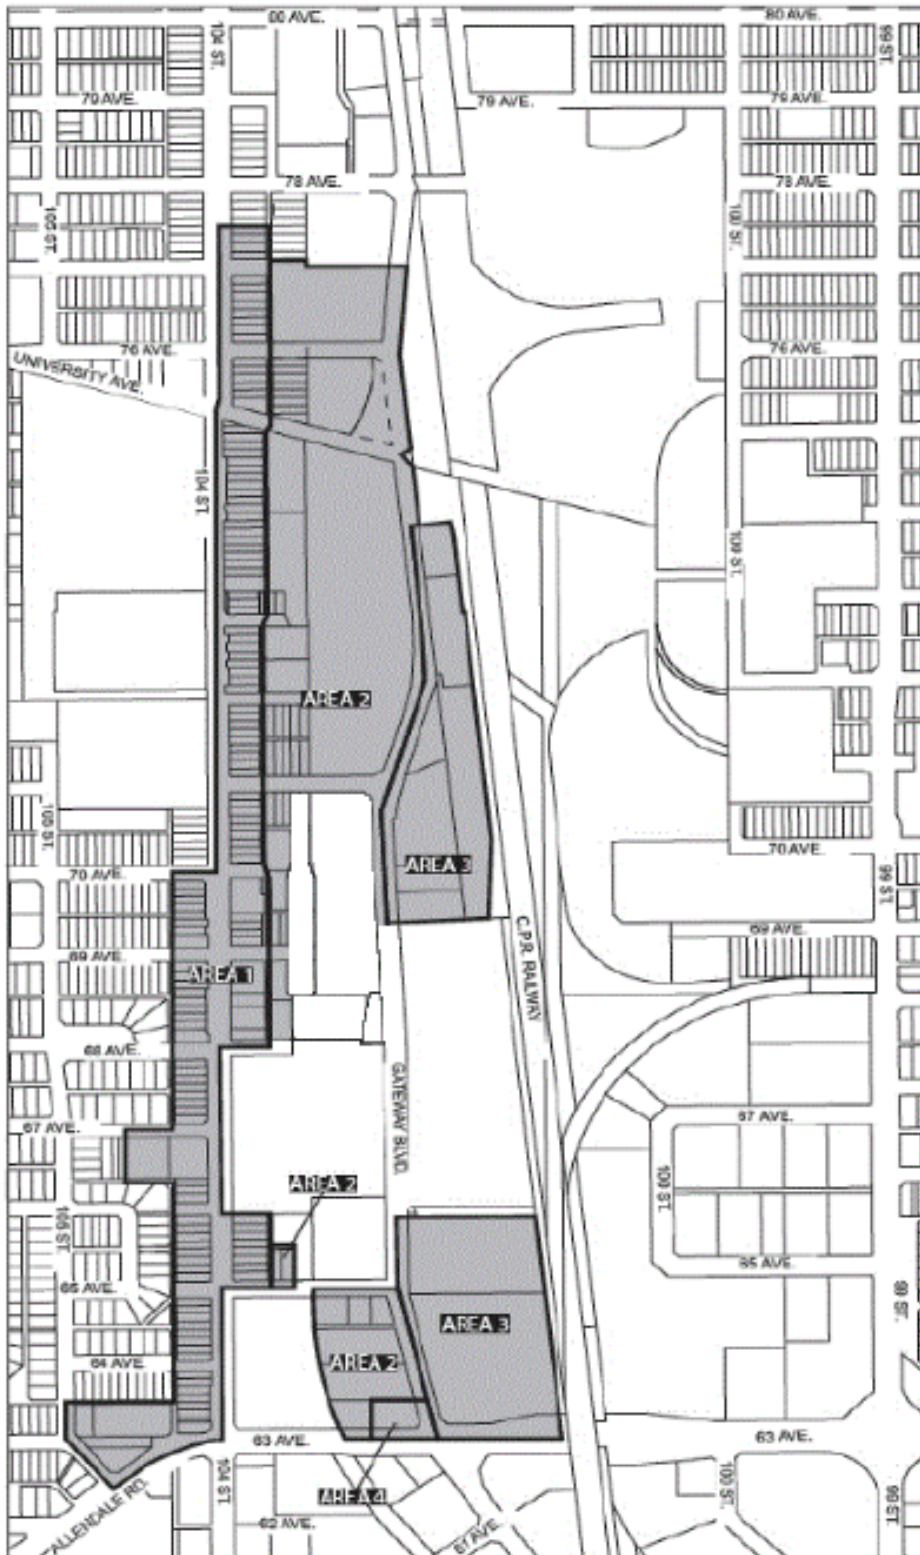 80 AVE.
80 AVE.
104 ST.
99 ST.
79 AVE.
79 AVE.
79 AVE.
78 AVE.
78 AVE.
105 ST.
100 ST.
76 AVE.
76 AVE.
UNIVERSITY AVE.
104 ST.
100 ST.
AREA 2
105 ST.
70 AVE.
70 AVE.
AREA 3
99 ST.
69 AVE.
69 AVE.
AREA 1
C.P.R. RAILWAY
68 AVE.
GATEWAY BLVD.
67 AVE.
67 AVE.
AREA 2
100 ST.
105 ST.
65 AVE.
65 AVE.
99 ST.
AREA 3
64 AVE.
AREA 2
63 AVE.
63 AVE.
104 ST.
AREA 4
100 ST.
99 ST.
ALLENDALE RD.
62 AVE.
61 AVE.